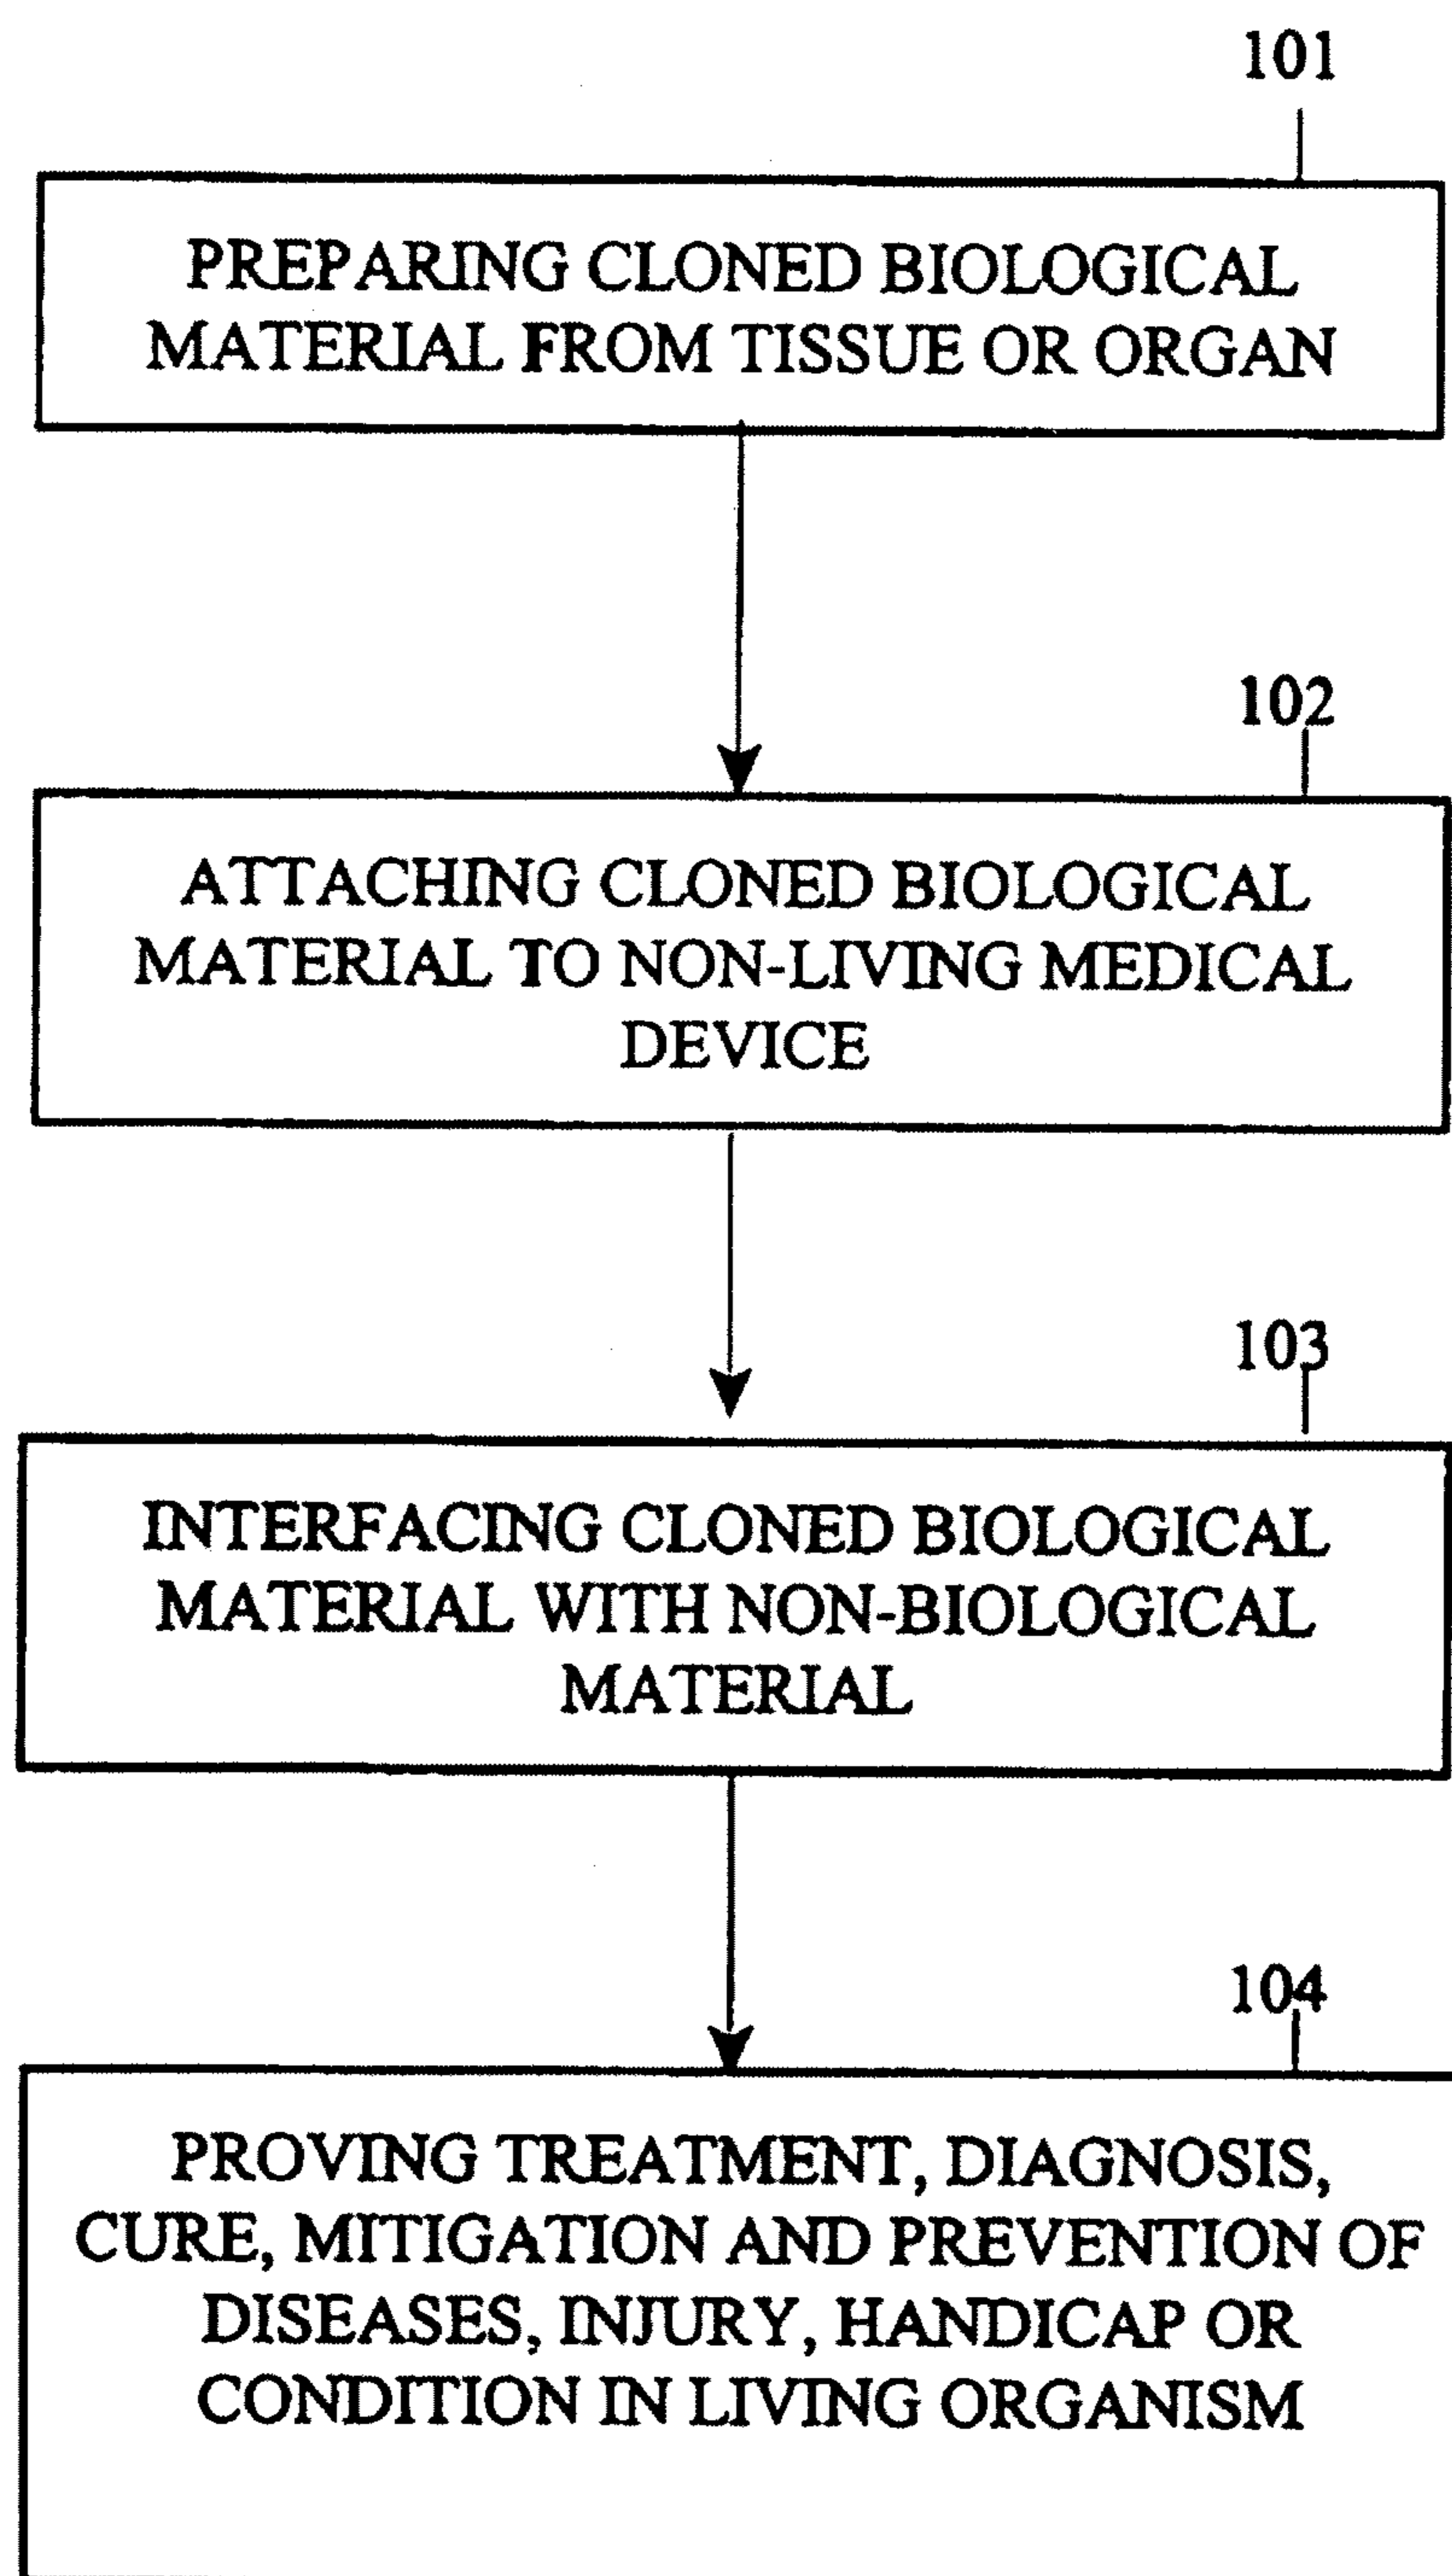 101
PREPARING CLONED BIOLOGICAL
MATERIAL FROM TISSUE OR ORGAN
102
ATTACHING CLONED BIOLOGICAL
MATERIAL TO NON-LIVING MEDICAL
DEVICE
103
INTERFACING CLONED BIOLOGICAL
MATERIAL WITH NON-BIOLOGICAL
MATERIAL
104
PROVING TREATMENT, DIAGNOSIS,
CURE, MITIGATION AND PREVENTION OF
DISEASES, INJURY, HANDICAP OR
CONDITION IN LIVING ORGANISM